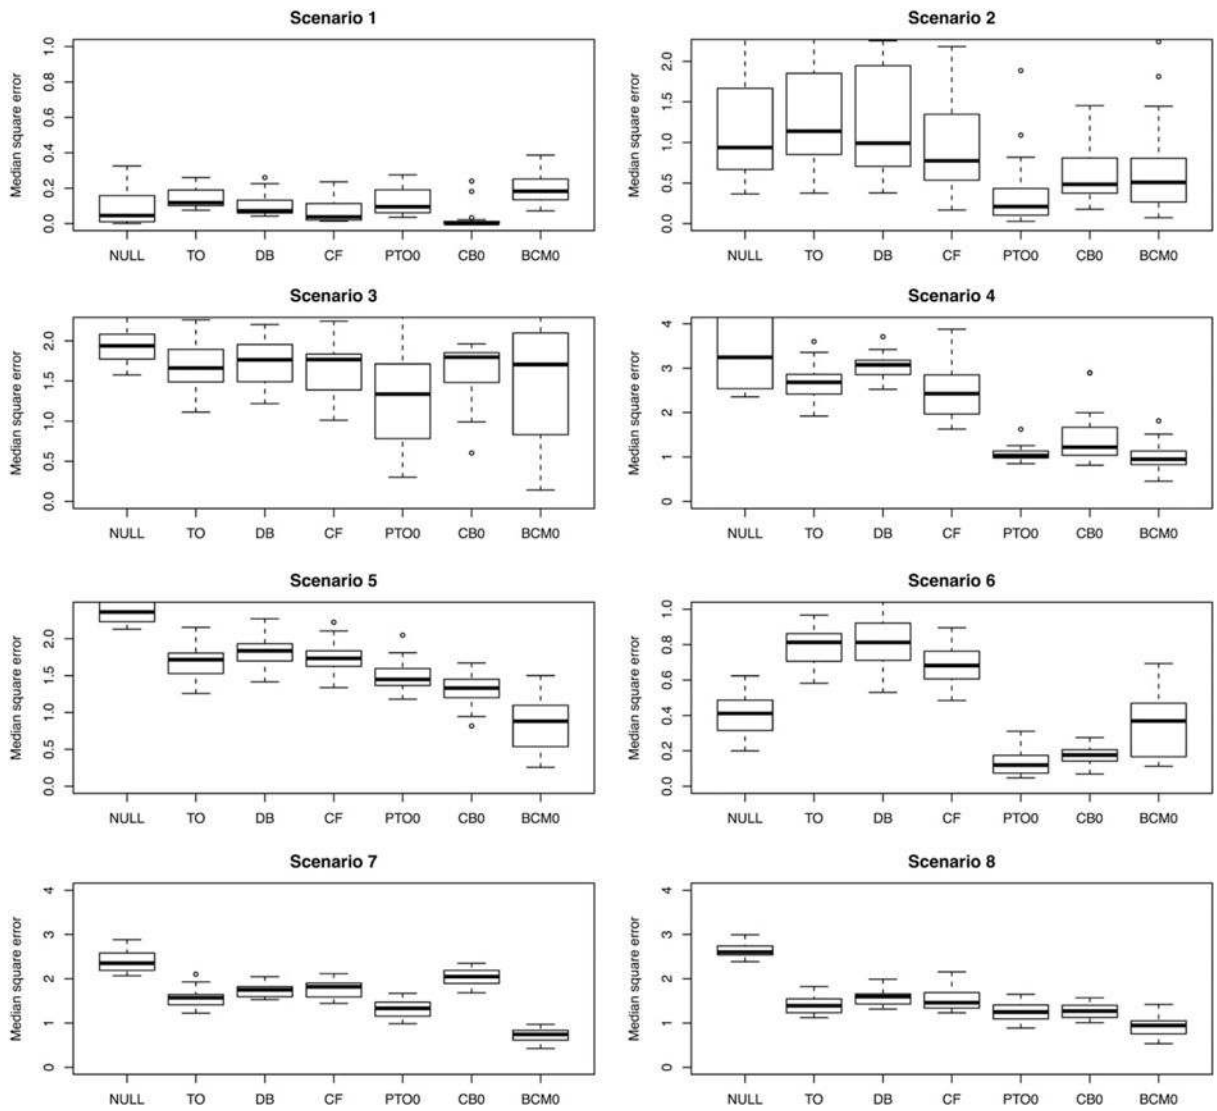 Scenario 1
Median square error
1.0
0.8
0.6
0.4
0.2
0.0
NULL TO DB CF PTO0 CB0 BCM0
Scenario 2
Median square error
2.0
1.5
1.0
0.5
0.0
NULL TO DB CF PTO0 CB0 BCM0
Scenario 3
Median square error
2.0
1.5
1.0
0.5
0.0
NULL TO DB CF PTO0 CB0 BCM0
Scenario 4
Median square error
4
3
2
1
0
NULL TO DB CF PTO0 CB0 BCM0
Scenario 5
Median square error
2.0
1.5
1.0
0.5
0.0
NULL TO DB CF PTO0 CB0 BCM0
Scenario 6
Median square error
1.0
0.8
0.6
0.4
0.2
0.0
NULL TO DB CF PTO0 CB0 BCM0
Scenario 7
Median square error
4
3
2
1
0
NULL TO DB CF PTO0 CB0 BCM0
Scenario 8
Median square error
4
3
2
1
0
NULL TO DB CF PTO0 CB0 BCM0